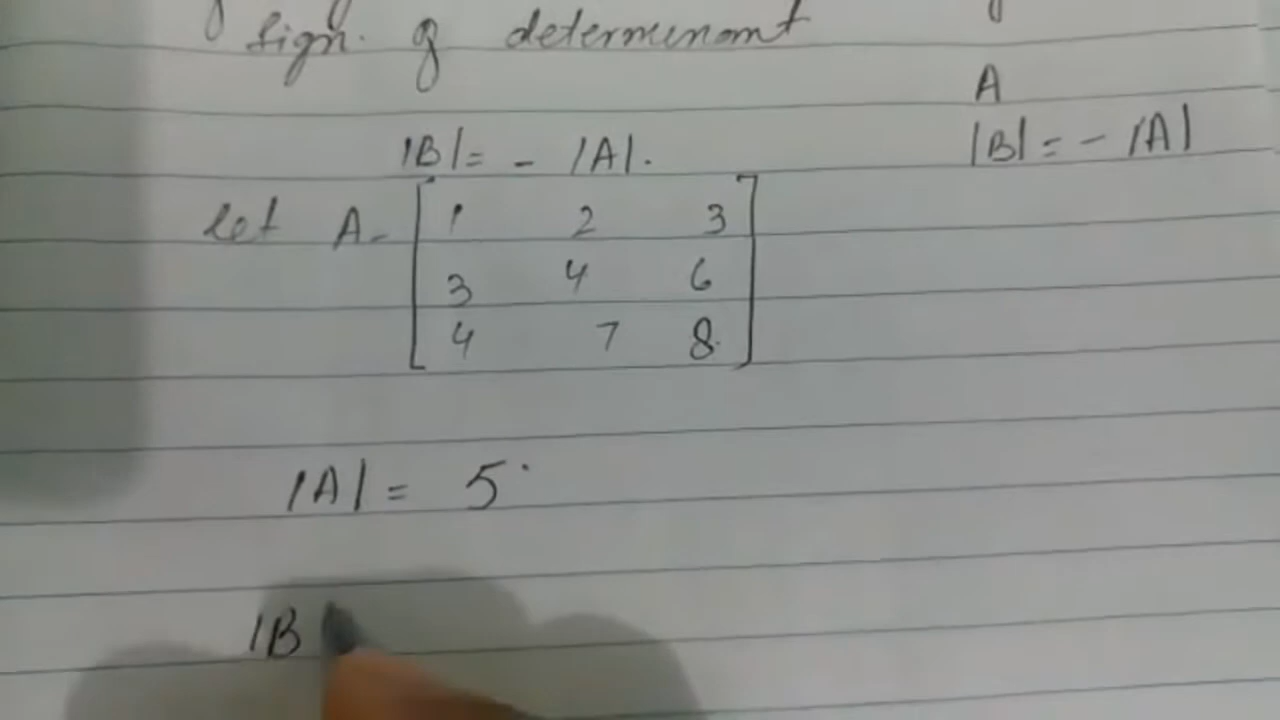 sign. of determinant
A
|B| = - |A|
|B| = - |A|.
let A = [
1 2 3
3 4 6
4 7 8
]
|A| = 5
|B